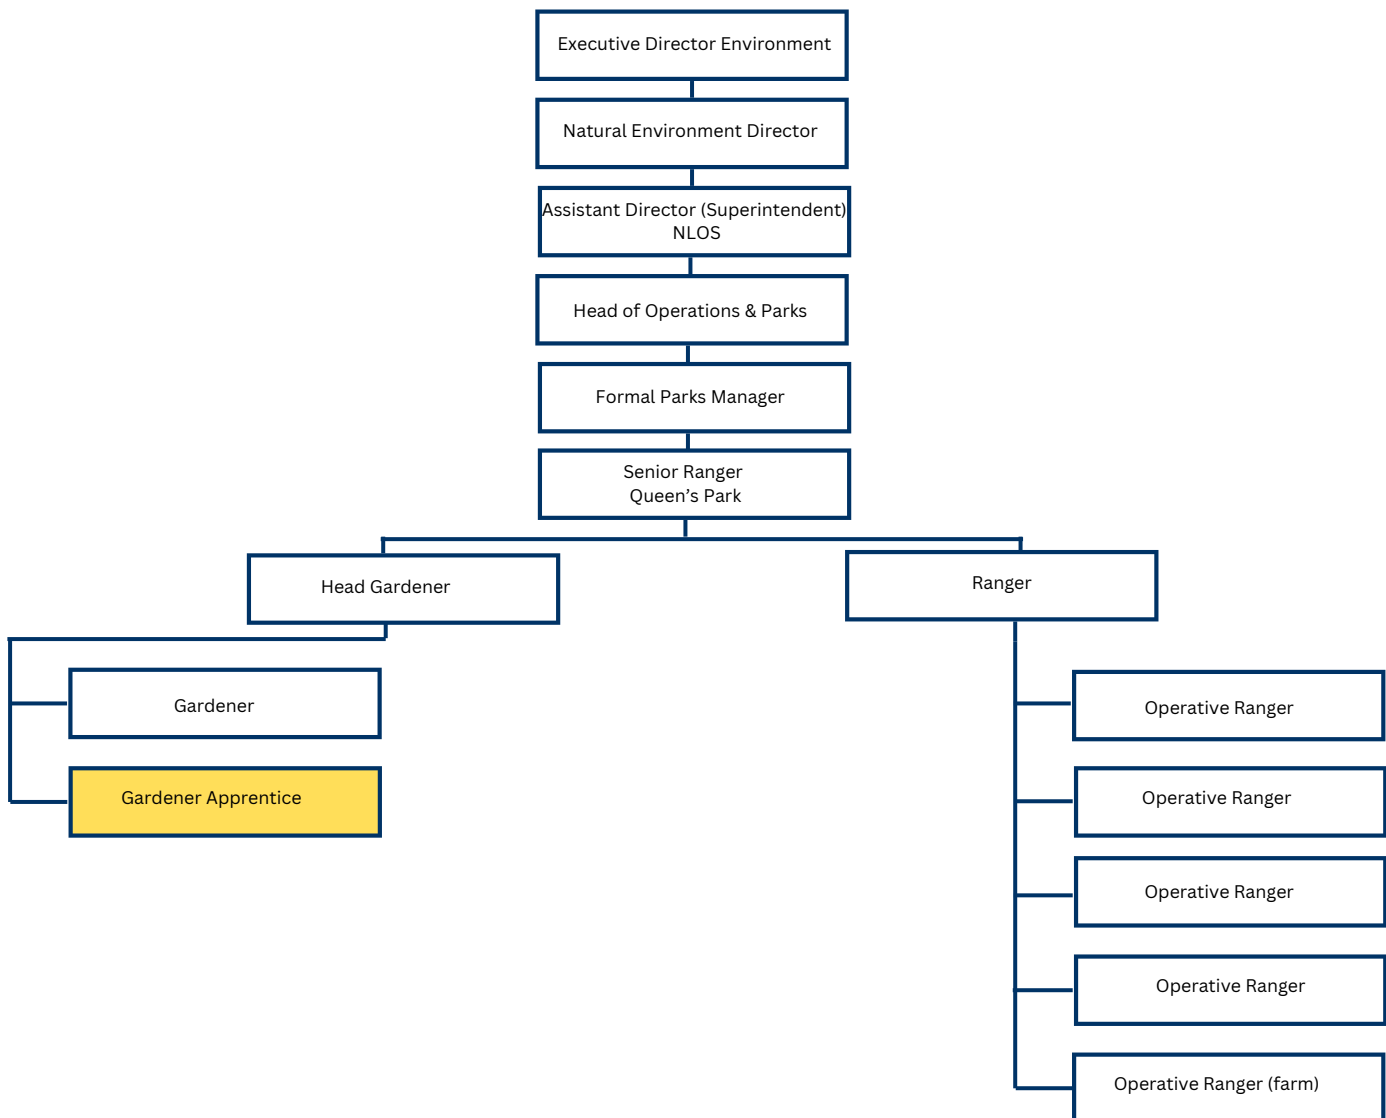 Executive Director Environment
Natural Environment Director
Assistant Director (Superintendent)
NLOS
Head of Operations & Parks
Formal Parks Manager
Senior Ranger
Queen’s Park
Head Gardener
Ranger
Gardener
Gardener Apprentice
Operative Ranger
Operative Ranger
Operative Ranger
Operative Ranger
Operative Ranger (farm)